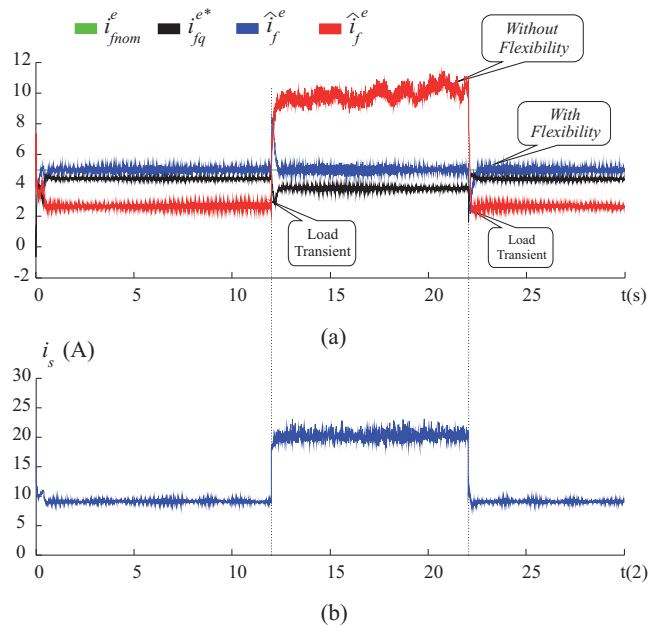 i^e_fnom i^e*_fq î^e_f î^e_f
12
10
8
6
4
2
0
-2
Without
Flexibility
With
Flexibility
Load
Transient
Load
Transient
0 5 10 15 20 25 t(s)
(a)
i_s (A)
30
25
20
15
10
5
0
0 5 10 15 20 25 t(2)
(b)